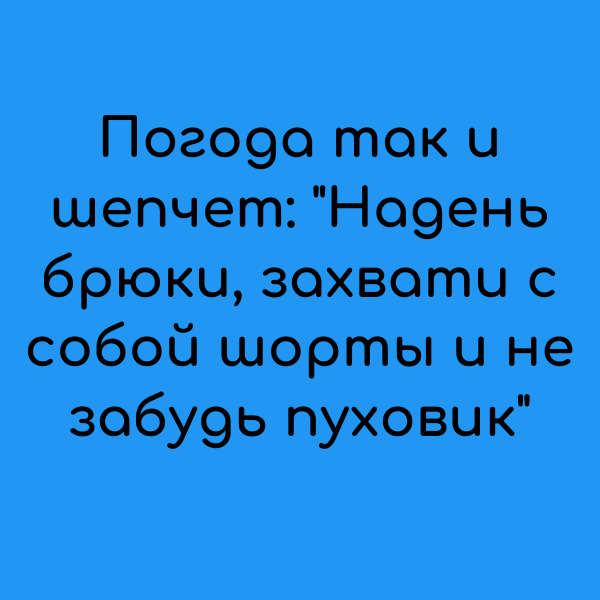 Погода так и
шепчет: "Надень
брюки, захвати с
собой шорты и не
забудь пуховик"